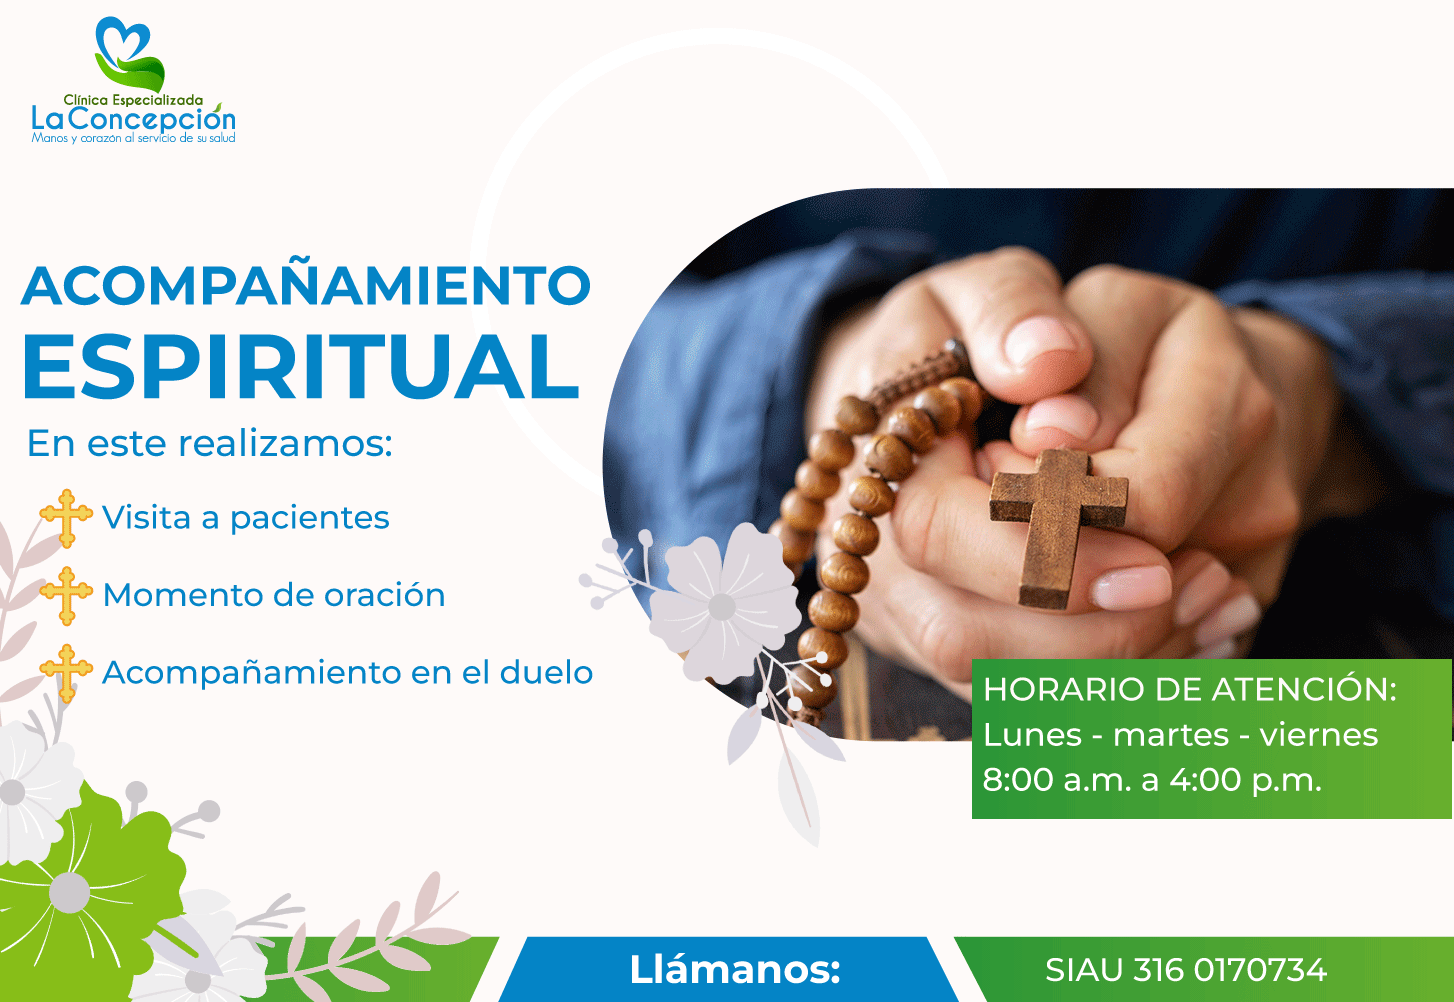 Clínica Especializada
La Concepción
Manos y corazón al servicio de su salud
ACOMPAÑAMIENTO
ESPIRITUAL
En este realizamos:
Visita a pacientes
Momento de oración
Acompañamiento en el duelo
HORARIO DE ATENCIÓN:
Lunes - martes - viernes
8:00 a.m. a 4:00 p.m.
Llámanos:
SIAU 316 0170734